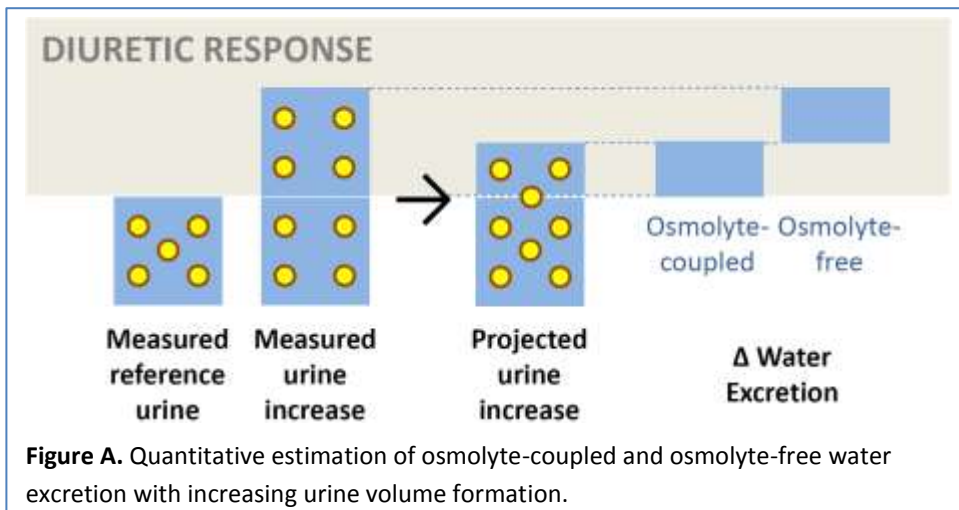 DIURETIC RESPONSE
Osmolyte- Osmolyte-
coupled free
Measured Measured Projected Δ Water
reference urine urine Excretion
urine increase increase
Figure A. Quantitative estimation of osmolyte-coupled and osmolyte-free water
excretion with increasing urine volume formation.